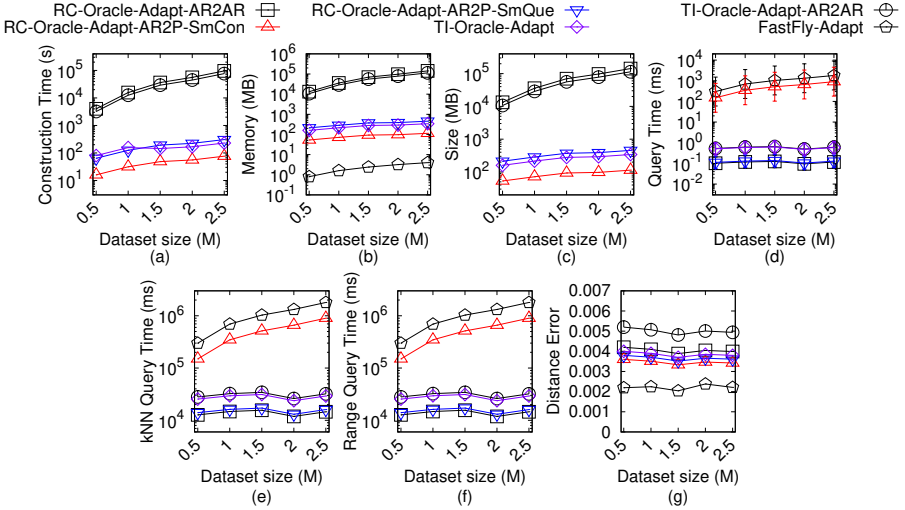 RC-Oracle-Adapt-AR2AR
RC-Oracle-Adapt-AR2P-SmCon
RC-Oracle-Adapt-AR2P-SmQue
TI-Oracle-Adapt
TI-Oracle-Adapt-AR2AR
FastFly-Adapt
Construction Time (s)
10^5
10^4
10^3
10^2
10^1
0.5 1 1.5 2 2.5
Dataset size (M)
(a)
Memory (MB)
10^6
10^5
10^4
10^3
10^2
10^1
10^0
10^-1
0.5 1 1.5 2 2.5
Dataset size (M)
(b)
Size (MB)
10^5
10^4
10^3
10^2
0.5 1 1.5 2 2.5
Dataset size (M)
(c)
Query Time (ms)
10^4
10^3
10^2
10^1
10^0
10^-1
10^-2
0.5 1 1.5 2 2.5
Dataset size (M)
(d)
kNN Query Time (ms)
10^6
10^5
10^4
0.5 1 1.5 2 2.5
Dataset size (M)
(e)
Range Query Time (ms)
10^6
10^5
10^4
0.5 1 1.5 2 2.5
Dataset size (M)
(f)
Distance Error
0.007
0.006
0.005
0.004
0.003
0.002
0.001
0
0.5 1 1.5 2 2.5
Dataset size (M)
(g)